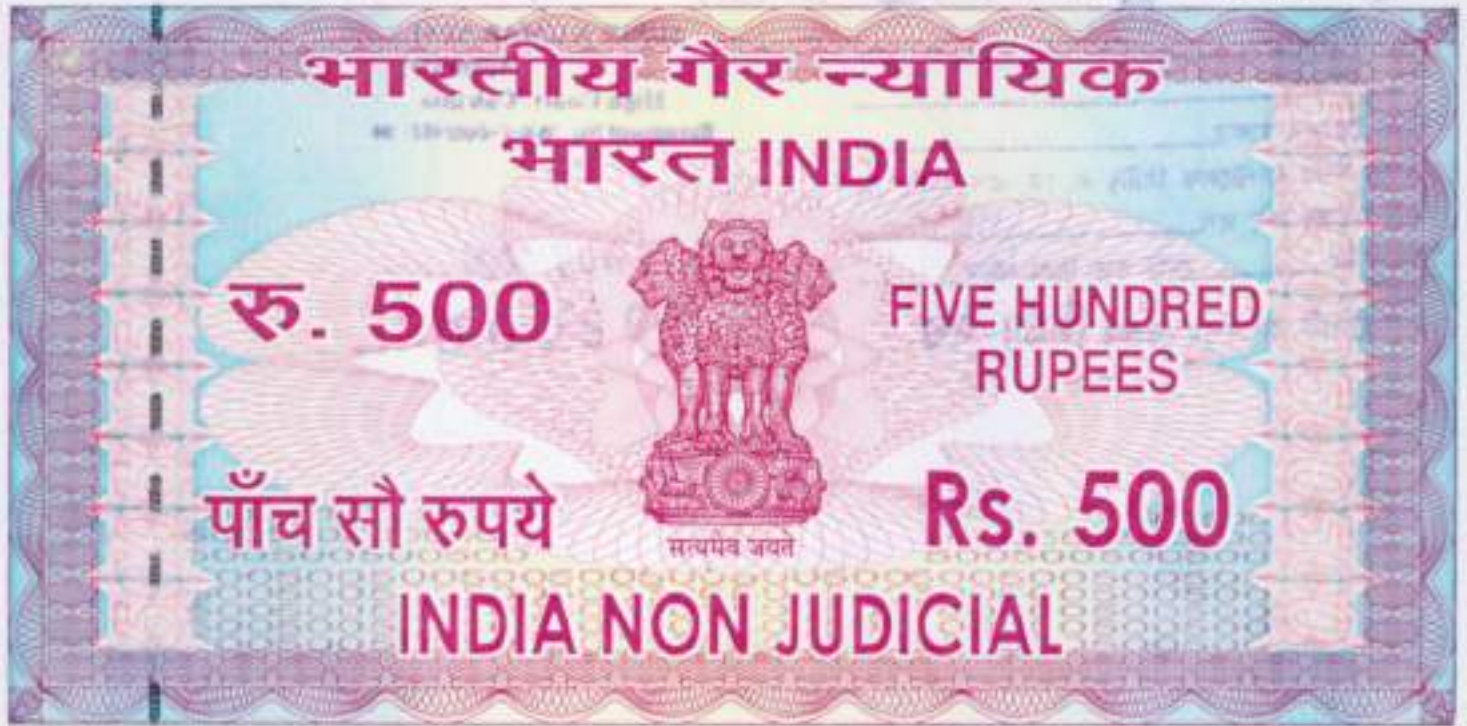 भारतीय गैर न्यायिक
भारत INDIA
रु. 500
FIVE HUNDRED
RUPEES
पाँच सौ रुपये
Rs. 500
सत्यमेव जयते
INDIA NON JUDICIAL